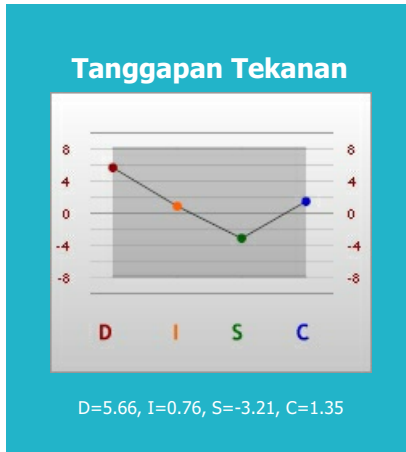 Tanggapan Tekanan
8 8
4 4
0 0
-4 -4
-8 -8
D I S C
D=5.66, I=0.76, S=-3.21, C=1.35